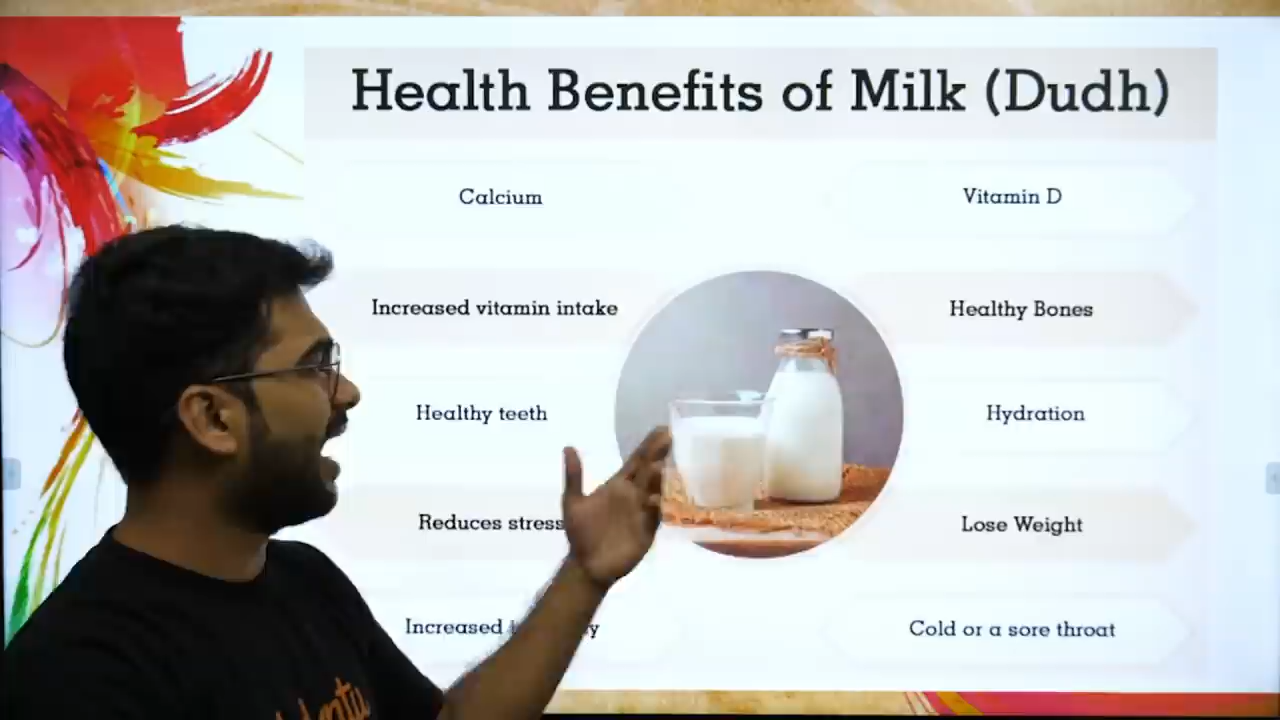 Health Benefits of Milk (Dudh)
Calcium
Vitamin D
Increased vitamin intake
Healthy Bones
Healthy teeth
Hydration
Reduces stress
Lose Weight
Increased
Cold or a sore throat